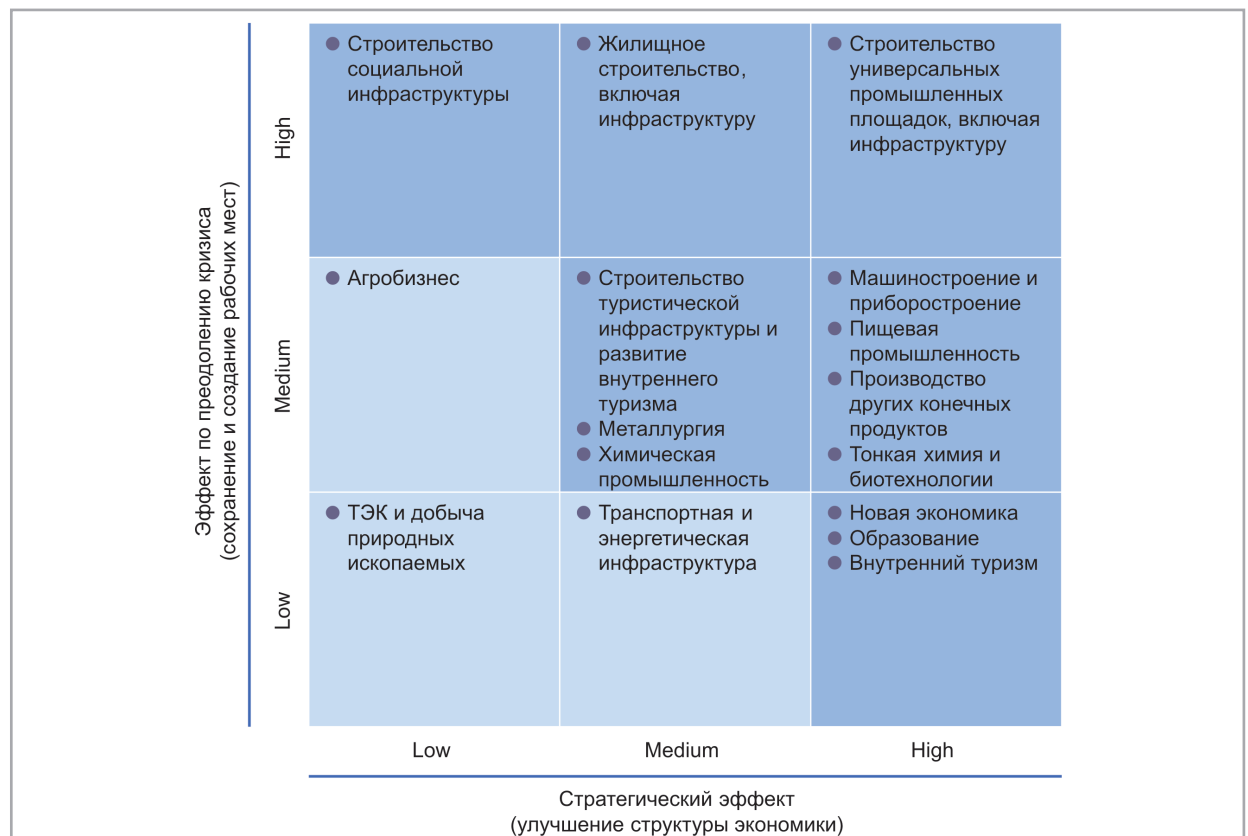 Эффект по преодолению кризиса
(сохранение и создание рабочих мест)
High
Строительство
социальной
инфраструктуры
Жилищное
строительство,
включая
инфраструктуру
Строительство
универсальных
промышленных
площадок, включая
инфраструктуру
Medium
Агробизнес
Строительство
туристической
инфраструктуры и
развитие
внутреннего
туризма
Металлургия
Химическая
промышленность
Машиностроение и
приборостроение
Пищевая
промышленность
Производство
других конечных
продуктов
Тонкая химия и
биотехнологии
Low
ТЭК и добыча
природных
ископаемых
Транспортная и
энергетическая
инфраструктура
Новая экономика
Образование
Внутренний туризм
Low
Medium
High
Стратегический эффект
(улучшение структуры экономики)